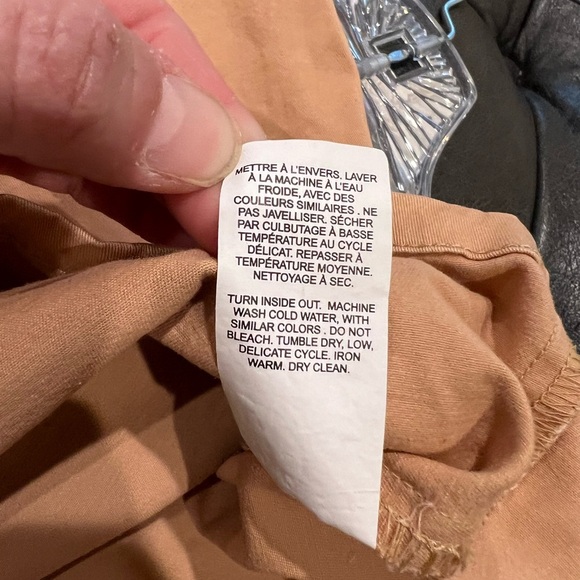 METTRE À L'ENVERS. LAVER
À LA MACHINE À L'EAU
FROIDE, AVEC DES
COULEURS SIMILAIRES . NE
PAS JAVELLISER. SÉCHER
PAR CULBUTAGE À BASSE
TEMPÉRATURE AU CYCLE
DÉLICAT. REPASSER À
TEMPÉRATURE MOYENNE.
NETTOYAGE À SEC.
TURN INSIDE OUT. MACHINE
WASH COLD WATER, WITH
SIMILAR COLORS . DO NOT
BLEACH. TUMBLE DRY, LOW,
DELICATE CYCLE. IRON
WARM. DRY CLEAN.